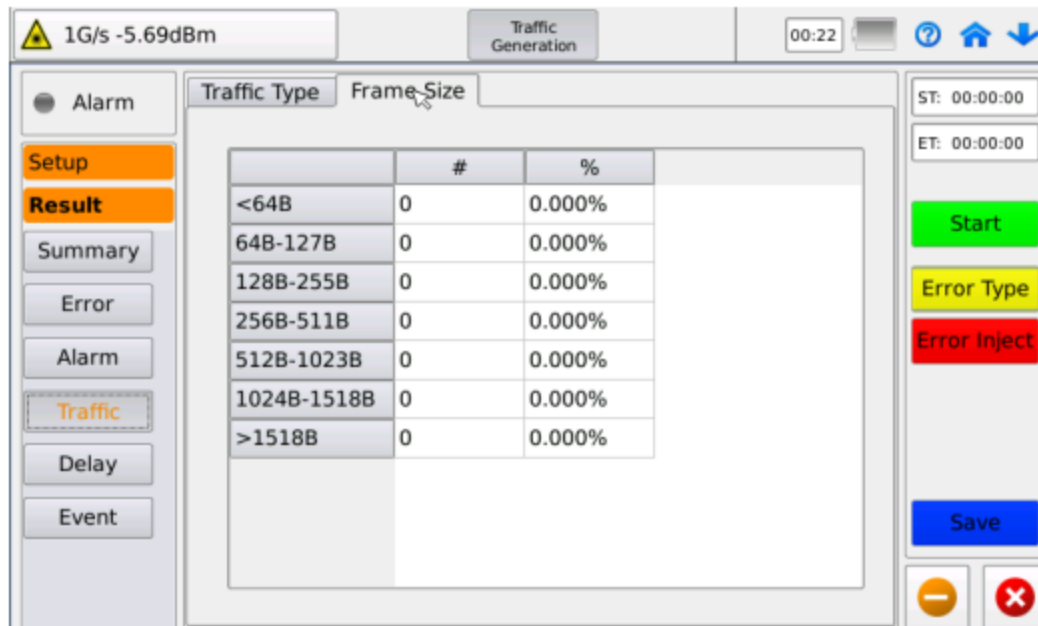 1G/s -5.69dBm
Traffic
Generation
00:22
Alarm
Traffic Type
Frame Size
ST: 00:00:00
ET: 00:00:00
Setup
Result
Summary
Error
Alarm
Traffic
Delay
Event
# %
<64B 0 0.000%
64B-127B 0 0.000%
128B-255B 0 0.000%
256B-511B 0 0.000%
512B-1023B 0 0.000%
1024B-1518B 0 0.000%
>1518B 0 0.000%
Start
Error Type
Error Inject
Save